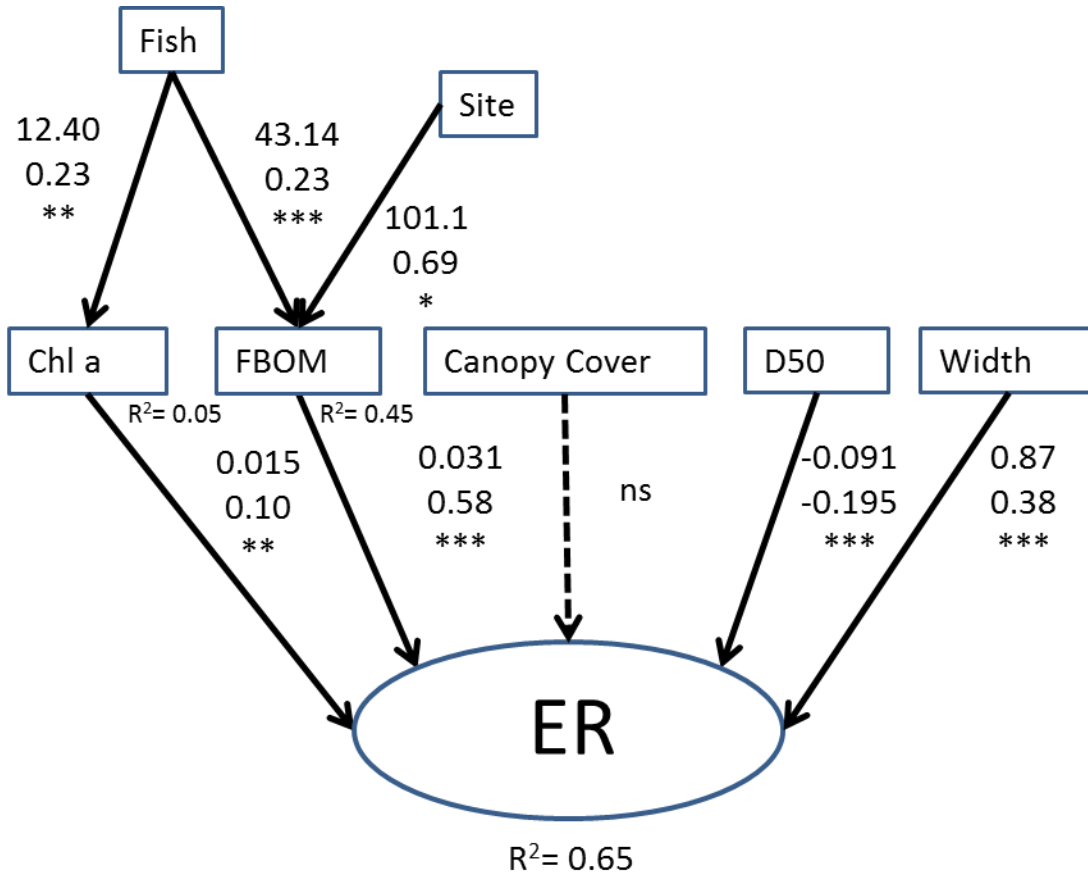 Fish
Site
12.40
0.23
**
43.14
0.23
***
101.1
0.69
*
Chl a
FBOM
Canopy Cover
D50
Width
R²= 0.05
R²= 0.45
0.015
0.10
**
0.031
0.58
***
ns
-0.091
-0.195
***
0.87
0.38
***
ER
R²= 0.65